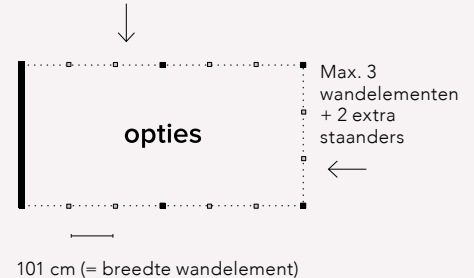 Max. 3
wandelementen
+ 2 extra
staanders
opties
101 cm (= breedte wandelement)